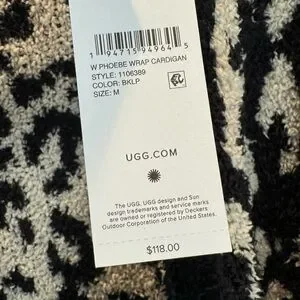 1 94715 94964 5
W PHOEBE WRAP CARDIGAN
STYLE: 1106389
COLOR: BKLP
SIZE: M
UGG.COM
The UGG, UGG design and Sun
design trademarks and service marks
are owned or registered by Deckers
Outdoor Corporation of the United States.
$118.00